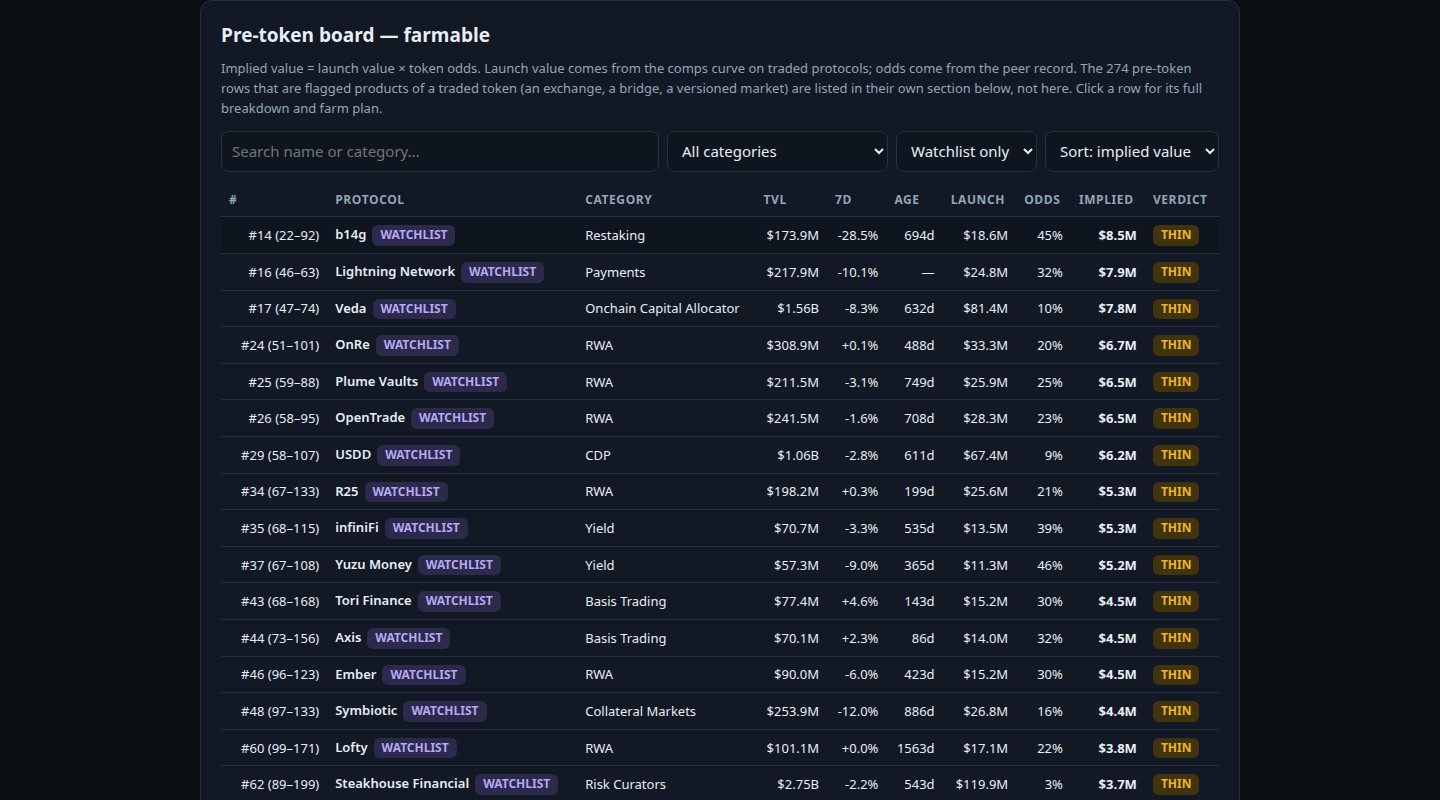 Pre-token board — farmable
Implied value = launch value × token odds. Launch value comes from the comps curve on traded protocols; odds come from the peer record. The 274 pre-token
rows that are flagged products of a traded token (an exchange, a bridge, a versioned market) are listed in their own section below, not here. Click a row for its full
breakdown and farm plan.
Search name or category... All categories Watchlist only Sort: implied value
# PROTOCOL CATEGORY TVL 7D AGE LAUNCH ODDS IMPLIED VERDICT
#14 (22–92) b14g WATCHLIST Restaking $173.9M -28.5% 694d $18.6M 45% $8.5M THIN
#16 (46–63) Lightning Network WATCHLIST Payments $217.9M -10.1% — $24.8M 32% $7.9M THIN
#17 (47–74) Veda WATCHLIST Onchain Capital Allocator $1.56B -8.3% 632d $81.4M 10% $7.8M THIN
#24 (51–101) OnRe WATCHLIST RWA $308.9M +0.1% 488d $33.3M 20% $6.7M THIN
#25 (59–88) Plume Vaults WATCHLIST RWA $211.5M -3.1% 749d $25.9M 25% $6.5M THIN
#26 (58–95) OpenTrade WATCHLIST RWA $241.5M -1.6% 708d $28.3M 23% $6.5M THIN
#29 (58–107) USDD WATCHLIST CDP $1.06B -2.8% 611d $67.4M 9% $6.2M THIN
#34 (67–133) R25 WATCHLIST RWA $198.2M +0.3% 199d $25.6M 21% $5.3M THIN
#35 (68–115) infiniFi WATCHLIST Yield $70.7M -3.3% 535d $13.5M 39% $5.3M THIN
#37 (67–108) Yuzu Money WATCHLIST Yield $57.3M -9.0% 365d $11.3M 46% $5.2M THIN
#43 (68–168) Tori Finance WATCHLIST Basis Trading $77.4M +4.6% 143d $15.2M 30% $4.5M THIN
#44 (73–156) Axis WATCHLIST Basis Trading $70.1M +2.3% 86d $14.0M 32% $4.5M THIN
#46 (96–123) Ember WATCHLIST RWA $90.0M -6.0% 423d $15.2M 30% $4.5M THIN
#48 (97–133) Symbiotic WATCHLIST Collateral Markets $253.9M -12.0% 886d $26.8M 16% $4.4M THIN
#60 (99–171) Lofty WATCHLIST RWA $101.1M +0.0% 1563d $17.1M 22% $3.8M THIN
#62 (89–199) Steakhouse Financial WATCHLIST Risk Curators $2.75B -2.2% 543d $119.9M 3% $3.7M THIN